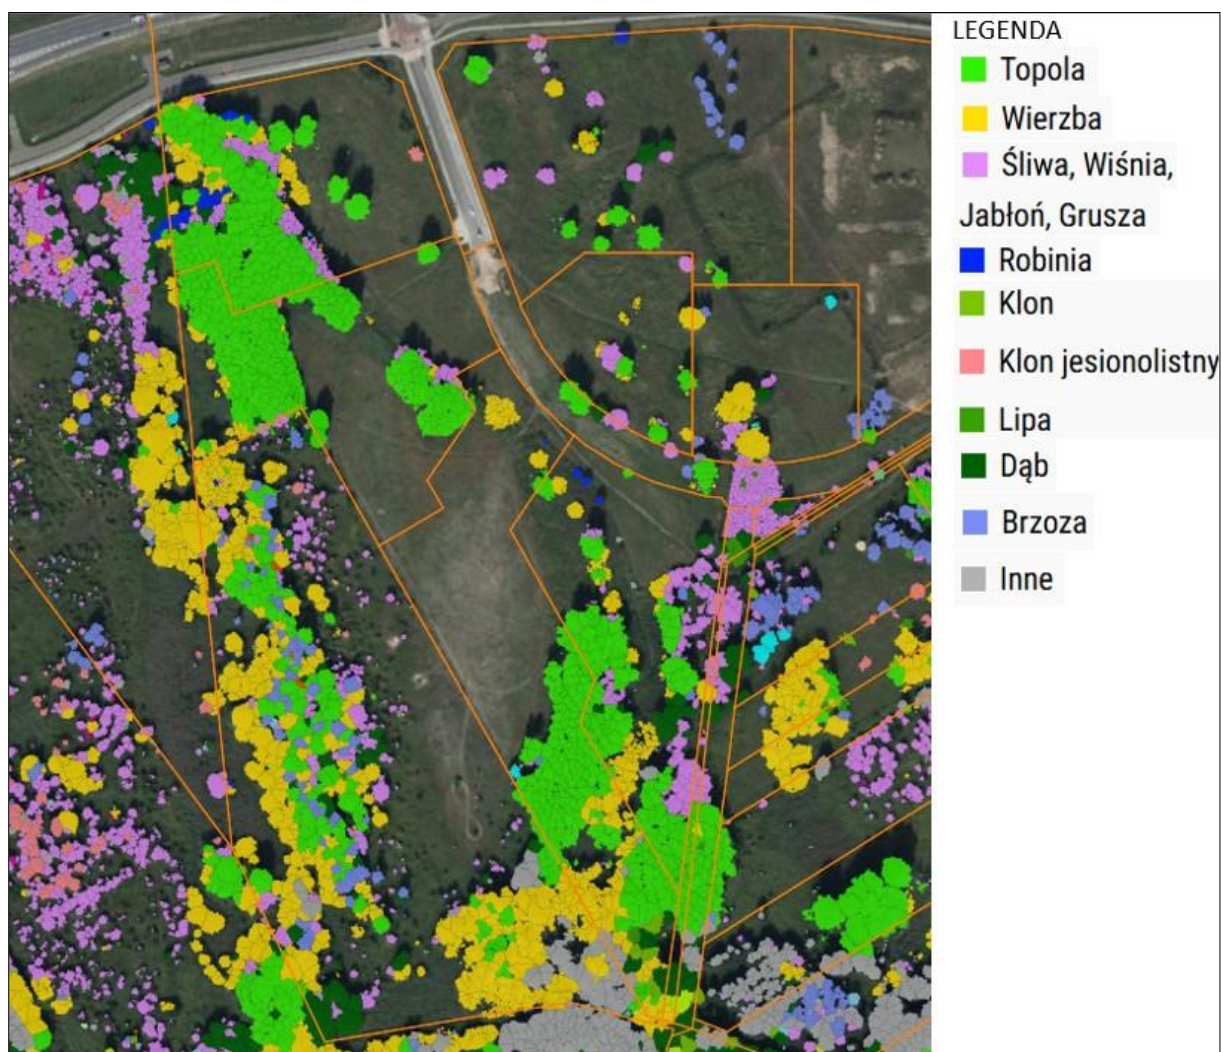 LEGENDA
Topola
Wierzba
Śliwa, Wiśnia,
Jabłoń, Grusza
Robinia
Klon
Klon jesionolistny
Lipa
Dąb
Brzoza
Inne